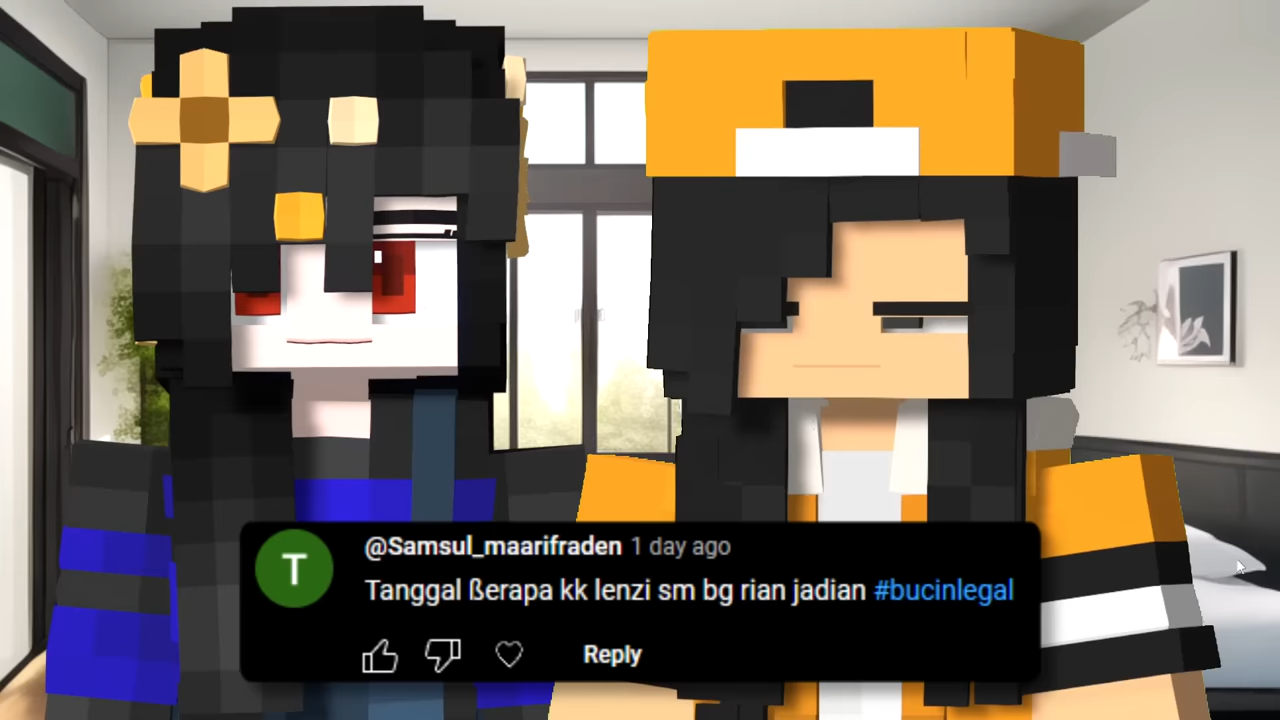 T
@Samsul_maarifraden 1 day ago
Tanggal ßerapa kk lenzi sm bg rian jadian #bucinlegal
Reply